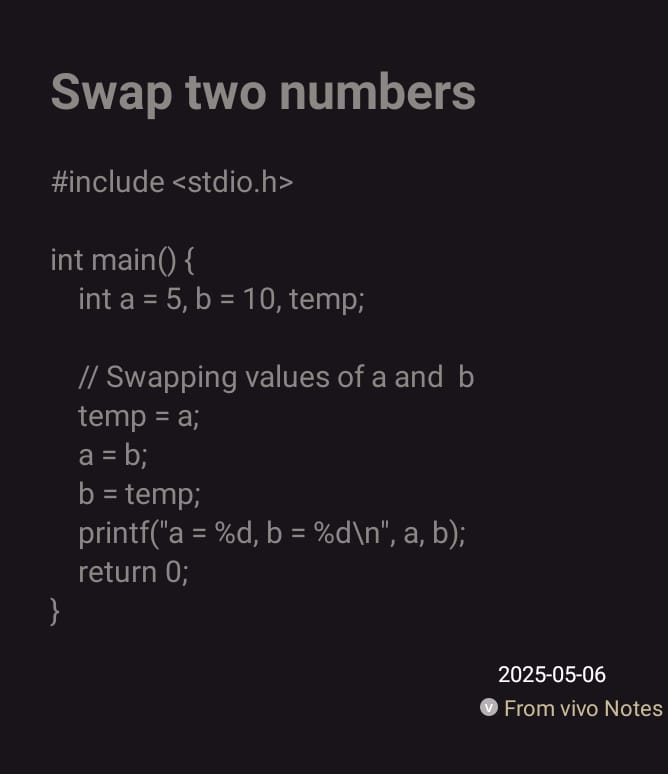 Swap two numbers
#include <stdio.h>
int main() {
    int a = 5, b = 10, temp;
    // Swapping values of a and  b
    temp = a;
    a = b;
    b = temp;
    printf("a = %d, b = %d\n", a, b);
    return 0;
}
2025-05-06
V From vivo Notes